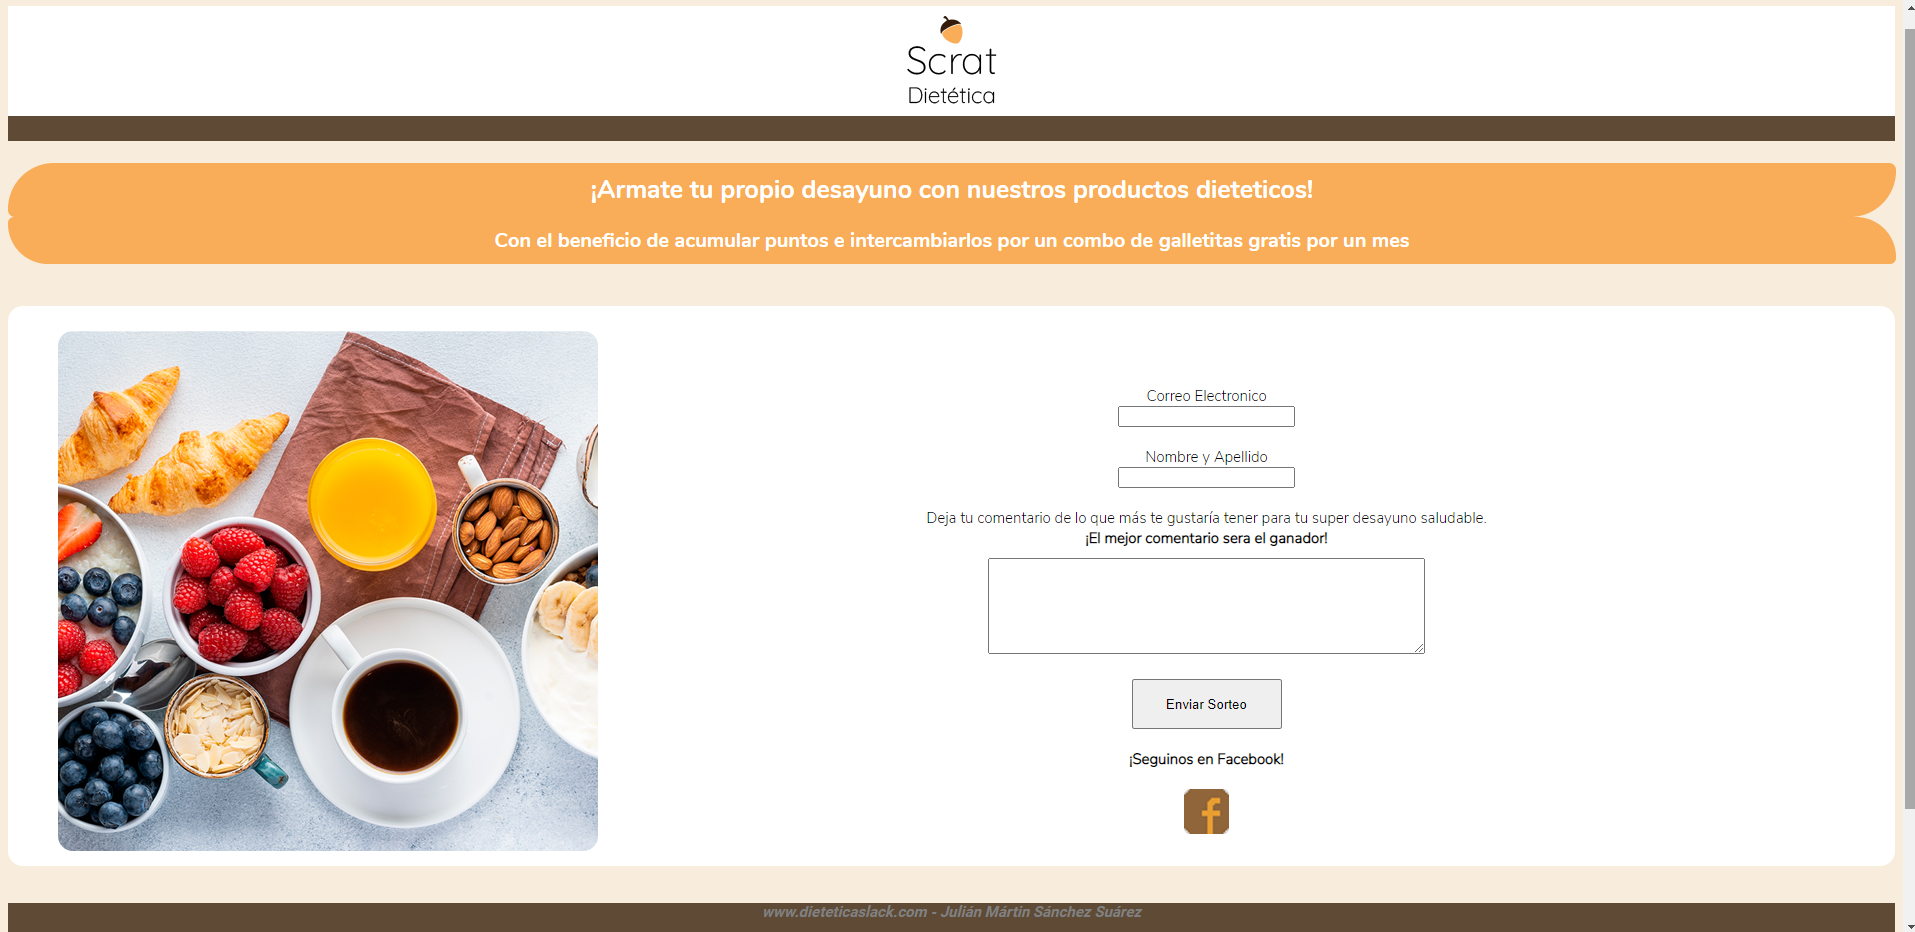 Scrat
Dietética
¡Armate tu propio desayuno con nuestros productos dieteticos!
Con el beneficio de acumular puntos e intercambiarlos por un combo de galletitas gratis por un mes
Correo Electronico
Nombre y Apellido
Deja tu comentario de lo que más te gustaría tener para tu super desayuno saludable.
¡El mejor comentario sera el ganador!
Enviar Sorteo
¡Seguinos en Facebook!
f
www.dieteticaslack.com - Julián Mártin Sánchez Suárez